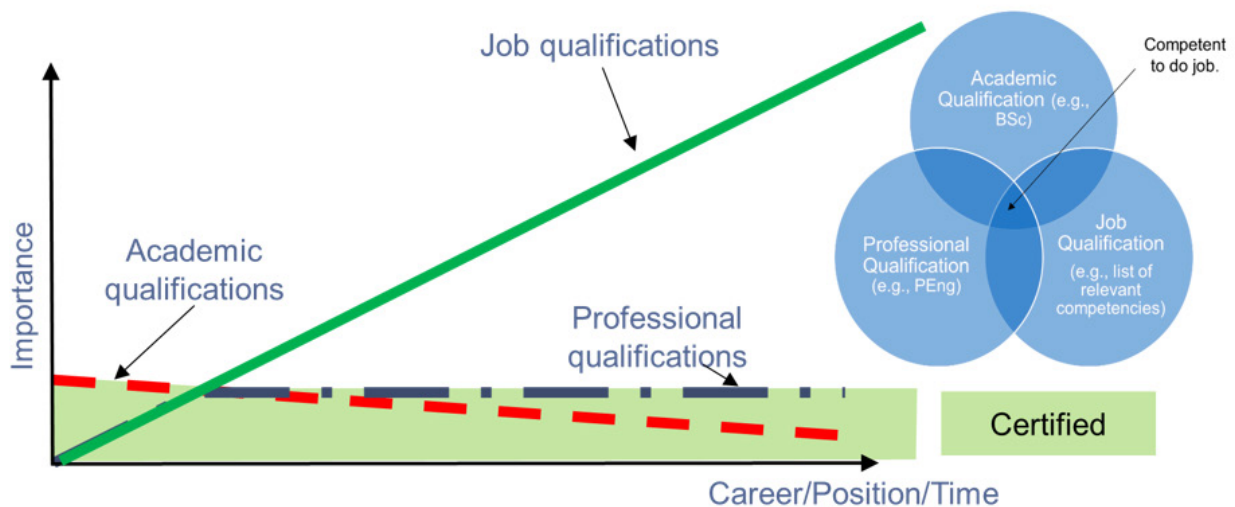 Job qualifications
Competent
to do job.
Academic
Qualification (e.g.,
BSc)
Professional
Qualification
(e.g., PEng)
Job
Qualification
(e.g., list of
relevant
competencies)
Importance
Academic
qualifications
Professional
qualifications
Certified
Career/Position/Time